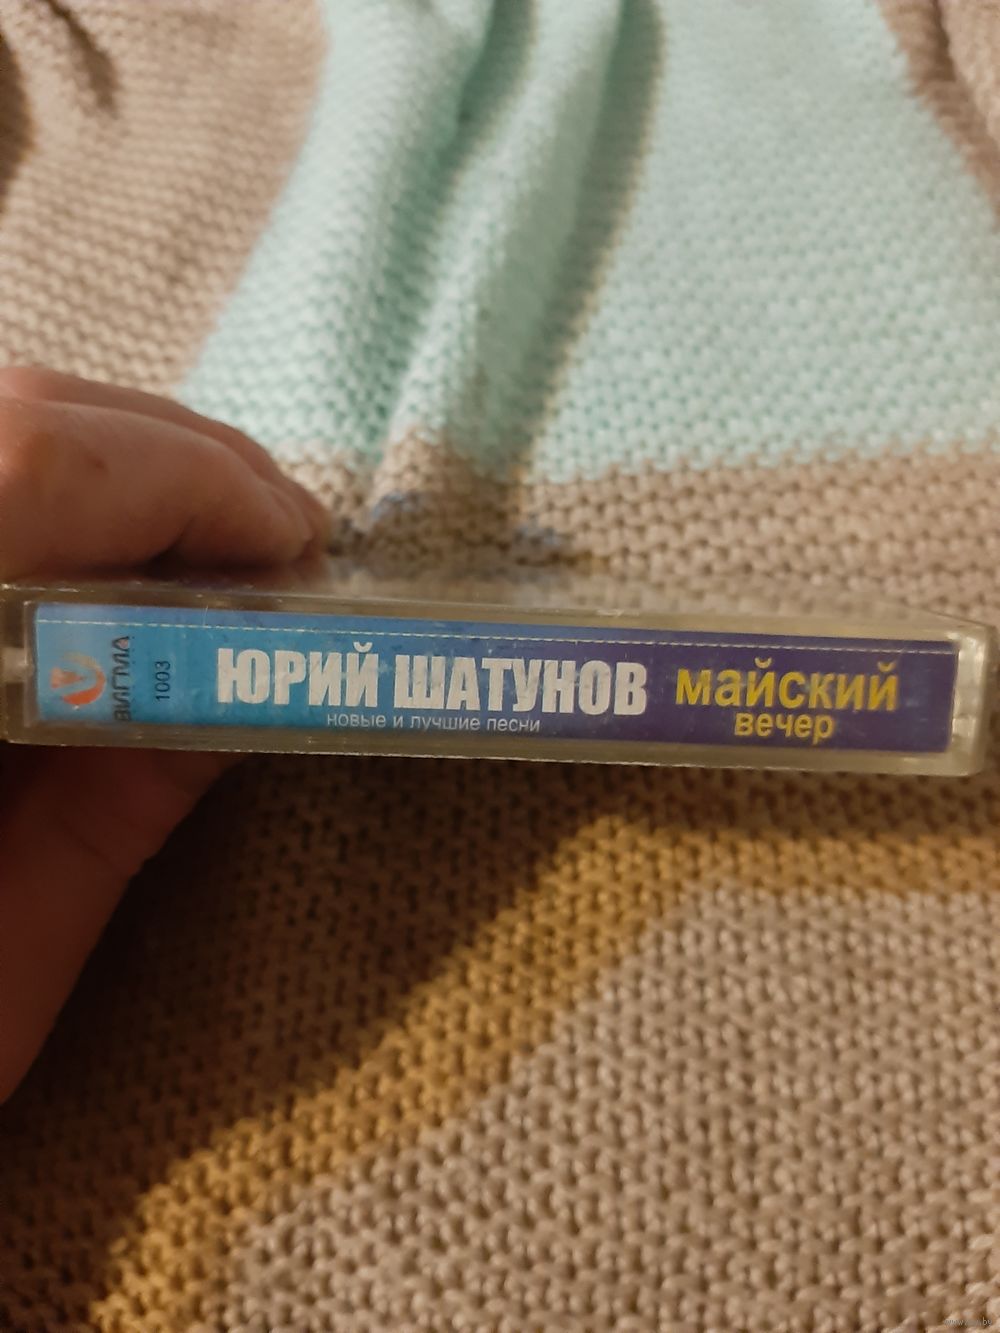 ВИГМА
1003
ЮРИЙ ШАТУНОВ
новые и лучшие песни
майский
вечер